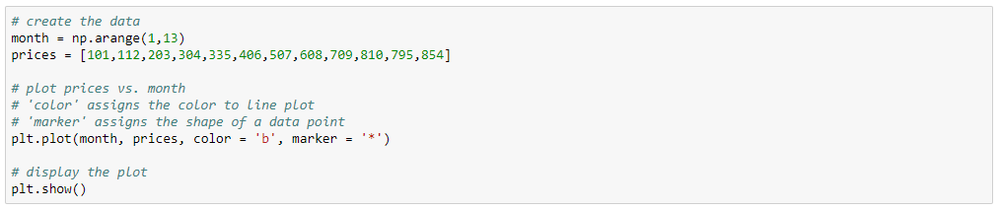 # create the data
month = np.arange(1,13)
prices = [101,112,203,304,335,406,507,608,709,810,795,854]
# plot prices vs. month
# 'color' assigns the color to line plot
# 'marker' assigns the shape of a data point
plt.plot(month, prices, color = 'b', marker = '*')
# display the plot
plt.show()